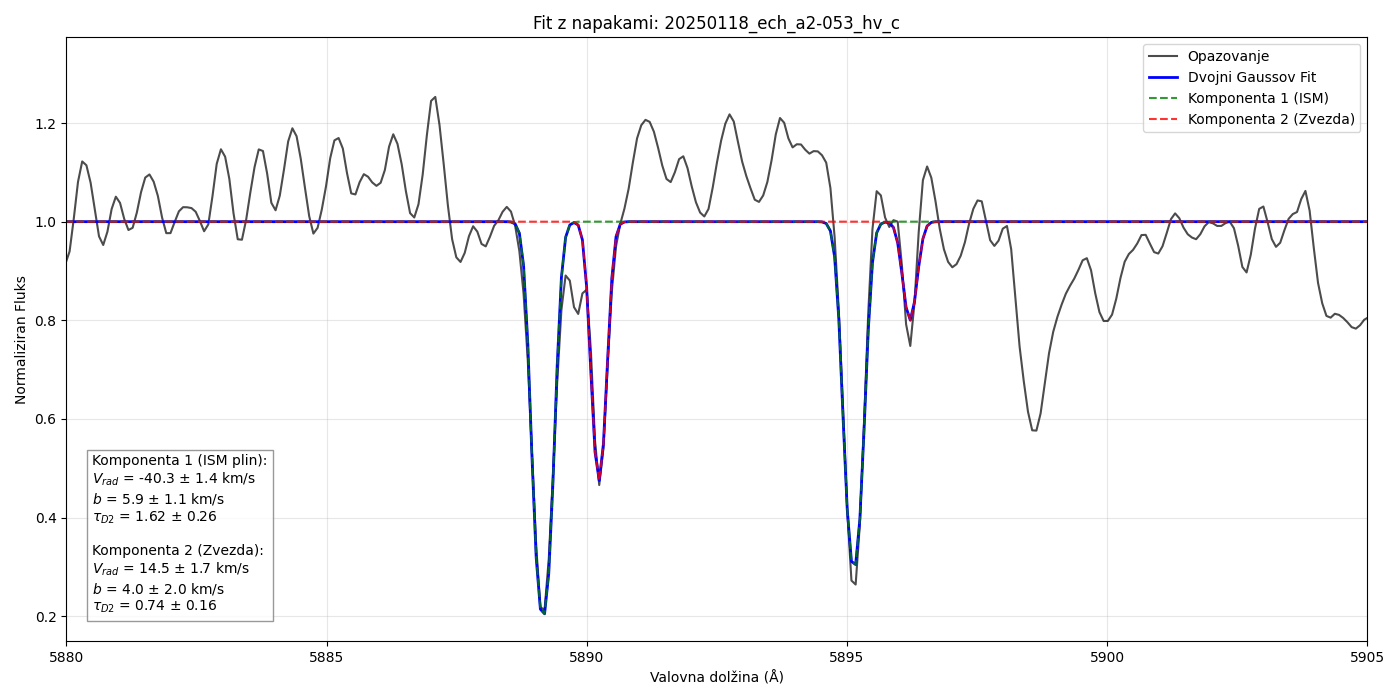 Fit z napakami: 20250118_ech_a2-053_hv_c
Normaliziran Fluks
1.2
1.0
0.8
0.6
0.4
0.2
Opazovanje
Dvojni Gaussov Fit
Komponenta 1 (ISM)
Komponenta 2 (Zvezda)
Komponenta 1 (ISM plin):
V_rad = -40.3 ± 1.4 km/s
b = 5.9 ± 1.1 km/s
τ_D2 = 1.62 ± 0.26
Komponenta 2 (Zvezda):
V_rad = 14.5 ± 1.7 km/s
b = 4.0 ± 2.0 km/s
τ_D2 = 0.74 ± 0.16
5880 5885 5890 5895 5900 5905
Valovna dolžina (Å)